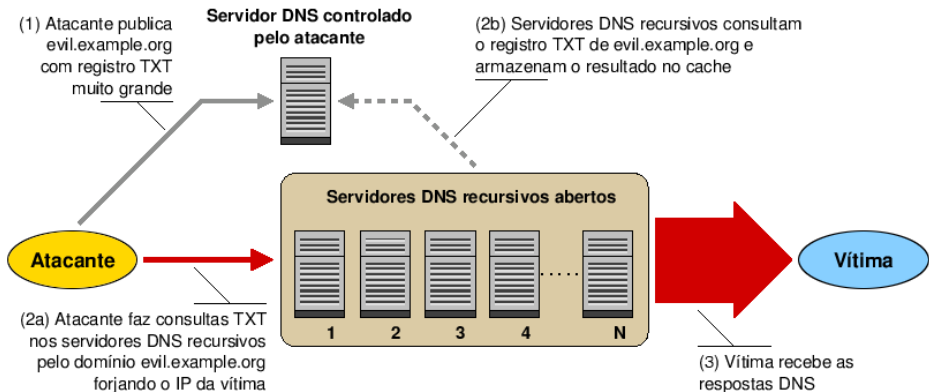 (1) Atacante publica
evil.example.org
com registro TXT
muito grande
Servidor DNS controlado
pelo atacante
(2b) Servidores DNS recursivos consultam
o registro TXT de evil.example.org e
armazenam o resultado no cache
Servidores DNS recursivos abertos
Atacante
1 2 3 4 ..... N
Vítima
(2a) Atacante faz consultas TXT
nos servidores DNS recursivos
pelo domínio evil.example.org
forjando o IP da vítima
(3) Vítima recebe as
respostas DNS